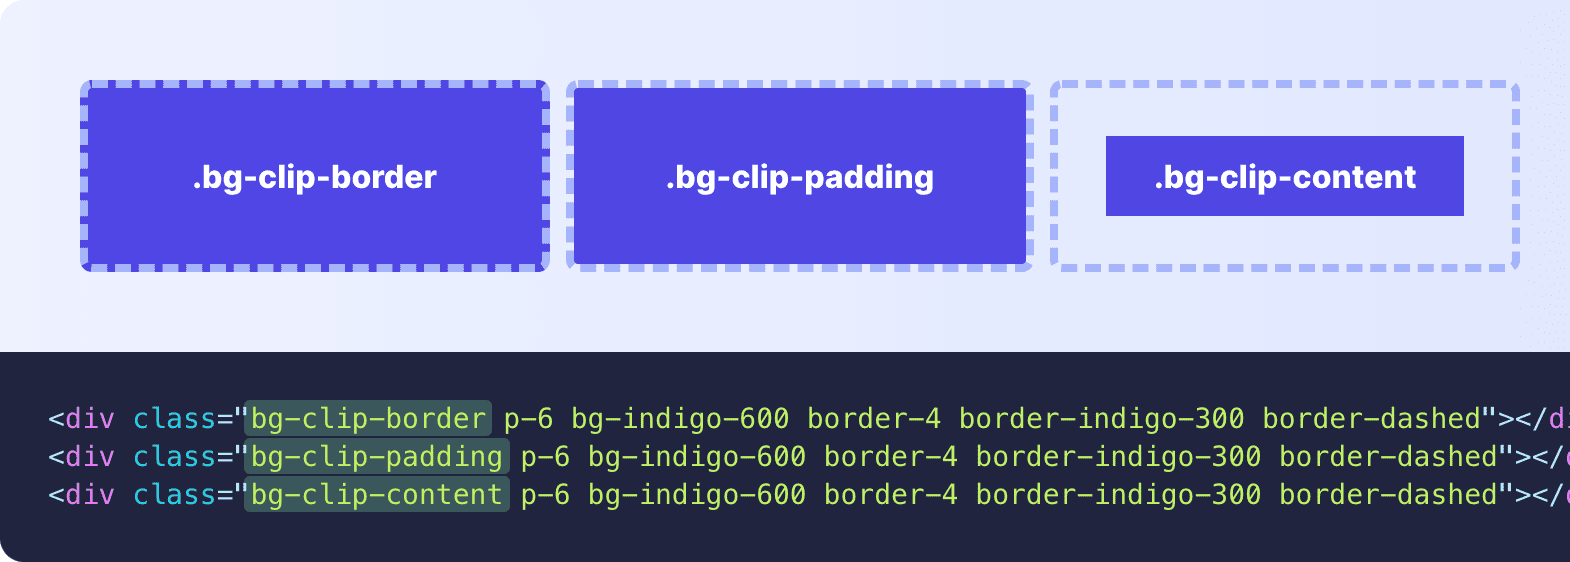 .bg-clip-border
.bg-clip-padding
.bg-clip-content
<div class="bg-clip-border p-6 bg-indigo-600 border-4 border-indigo-300 border-dashed"></di
<div class="bg-clip-padding p-6 bg-indigo-600 border-4 border-indigo-300 border-dashed"></
<div class="bg-clip-content p-6 bg-indigo-600 border-4 border-indigo-300 border-dashed"></